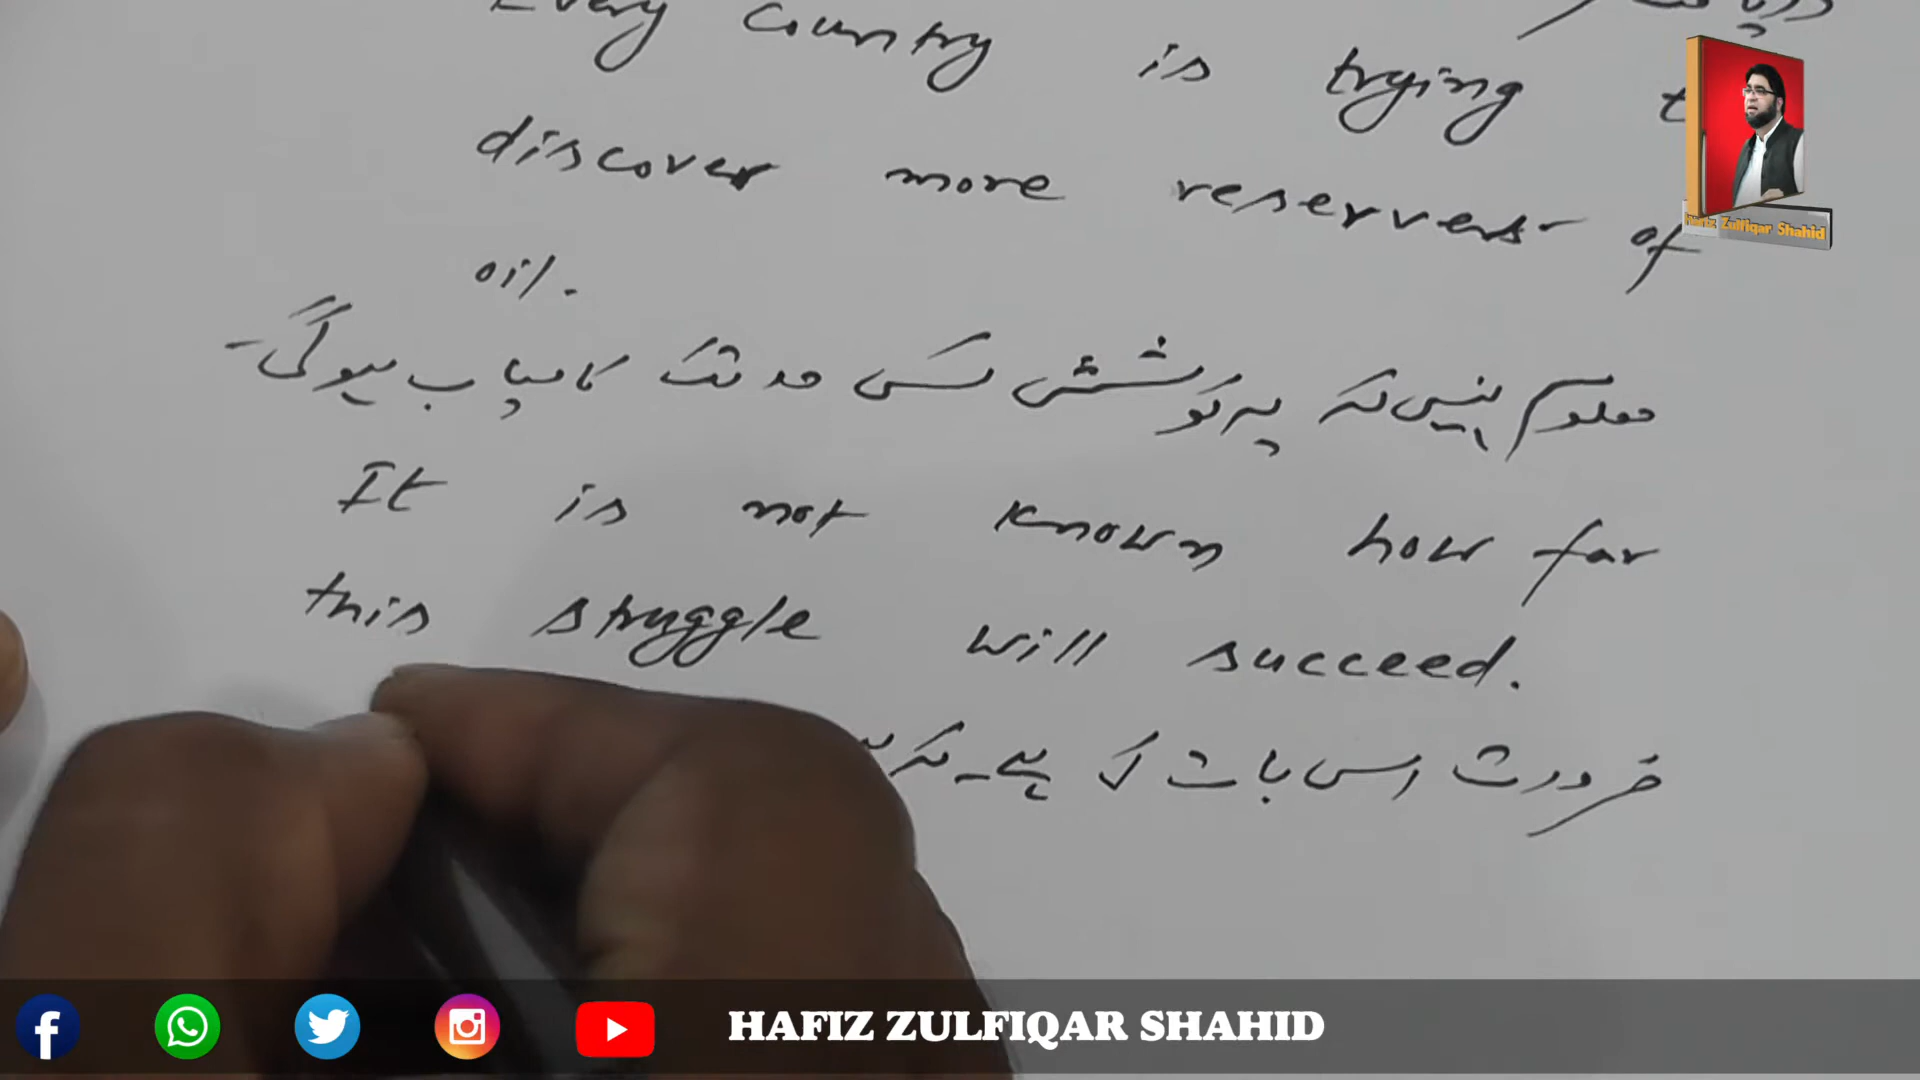 Every Country is trying
discover more reservers of
oil.
معلوم نہیں کہ یہ کوشش کس حد تک کامیاب ہوگی۔
It is not known how far
this struggle will succeed.
ضرورت اس بات کی ہے۔ کہ
Hafiz Zulfiqar Shahid
HAFIZ ZULFIQAR SHAHID